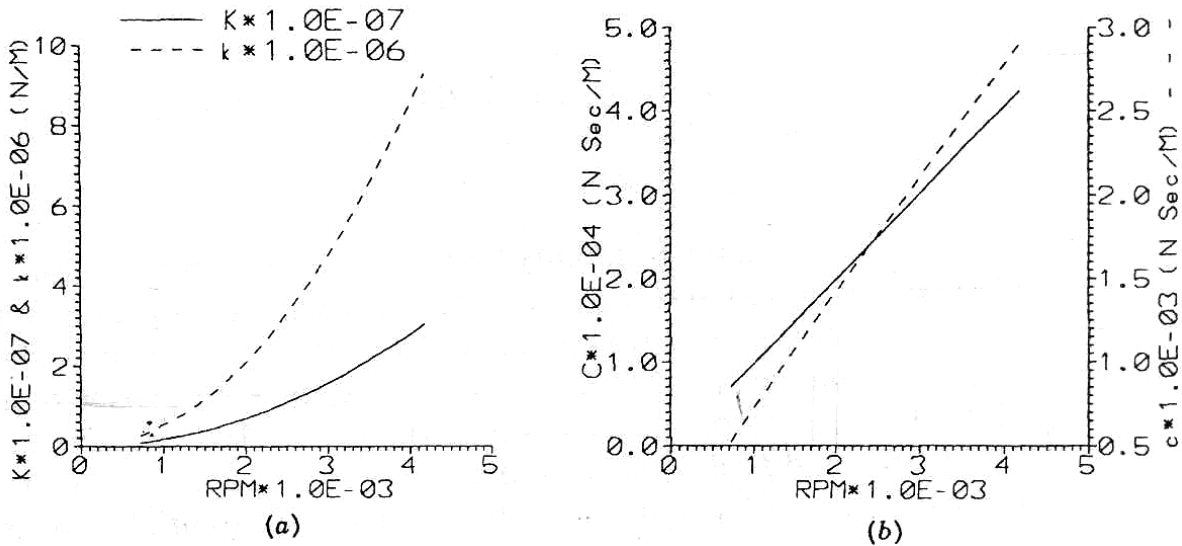 K*1.0E-07
k*1.0E-06
K*1.0E-07 & k*1.0E-06 (N/M)
10
8
6
4
2
0
0 1 2 3 4 5
RPM*1.0E-03
(a)
C*1.0E-04 (N Sec/M)
5.0
4.0
3.0
2.0
1.0
0.0
0 1 2 3 4 5
RPM*1.0E-03
3.0
2.5
2.0
1.5
1.0
0.5
c*1.0E-03 (N Sec/M) - - -
(b)